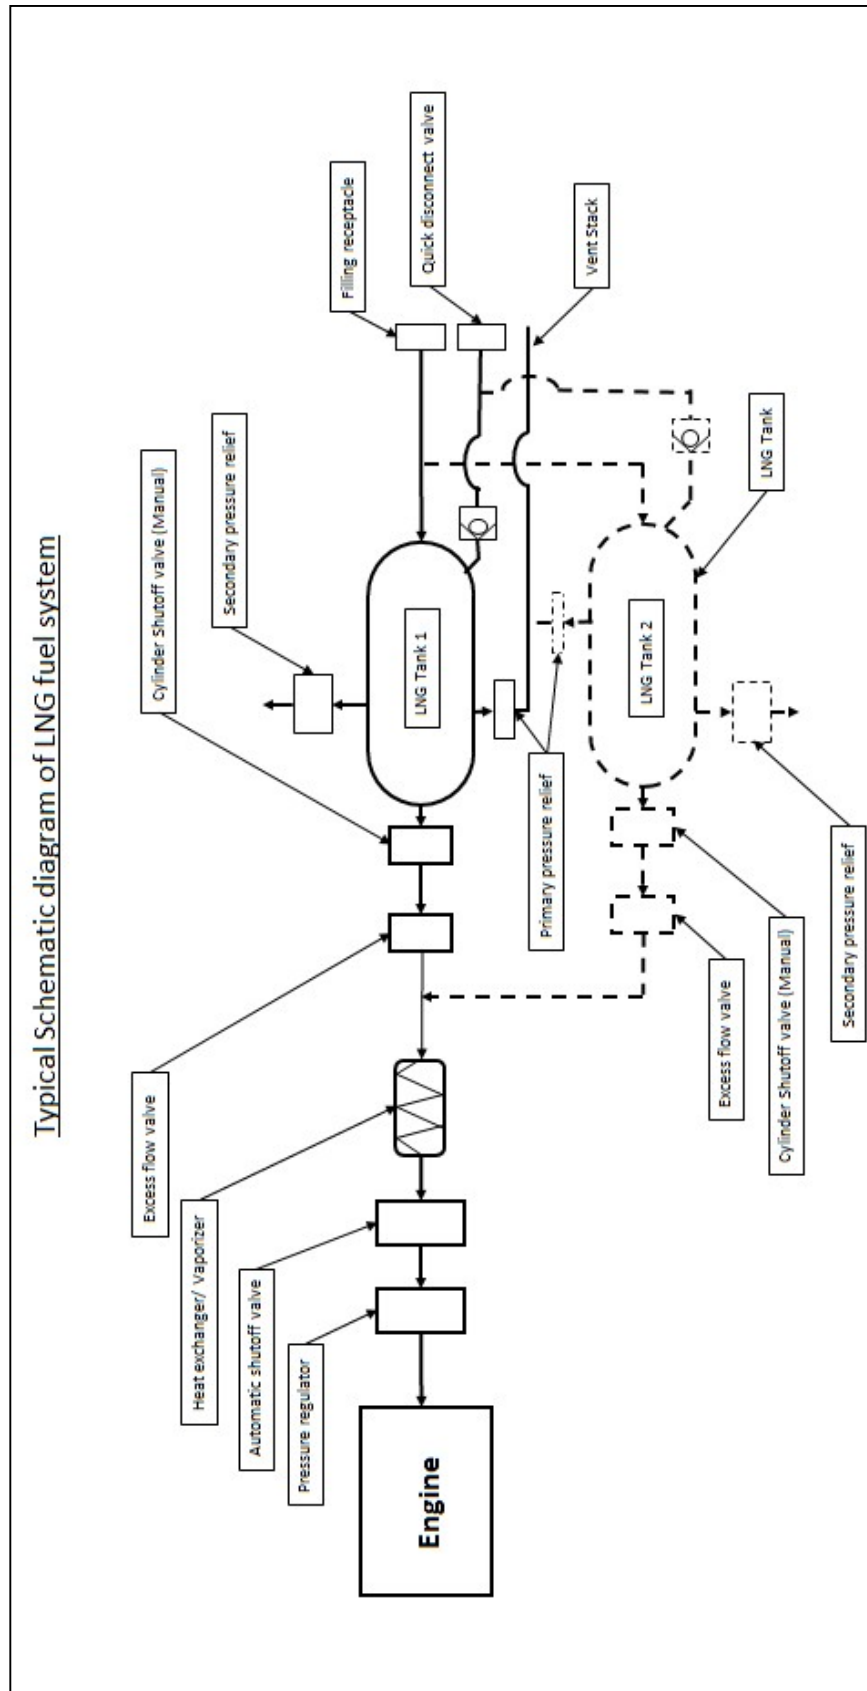 Typical Schematic diagram of LNG fuel system
Cylinder Shutoff valve (Manual)
Secondary pressure relief
Filling receptacle
Quick disconnect valve
Vent Stack
Excess flow valve
Heat exchanger/ Vaporizer
Automatic shutoff valve
Pressure regulator
Engine
LNG Tank 1
Primary pressure relief
LNG Tank 2
LNG Tank
Excess flow valve
Cylinder Shutoff valve (Manual)
Secondary pressure relief